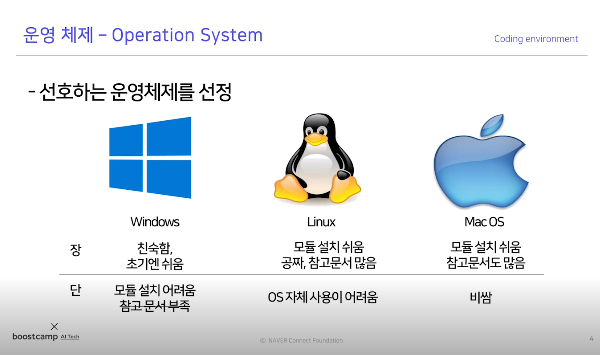 운영 체제 – Operation System
Coding environment
- 선호하는 운영체제를 선정
Windows
Linux
Mac OS
장
친숙함,
초기엔 쉬움
모듈 설치 쉬움
공짜, 참고문서 많음
모듈 설치 쉬움
참고문서도 많음
단
모듈 설치 어려움
참고 문서 부족
OS 자체 사용이 어려움
비쌈
boostcamp AI Tech
© NAVER Connect Foundation
4